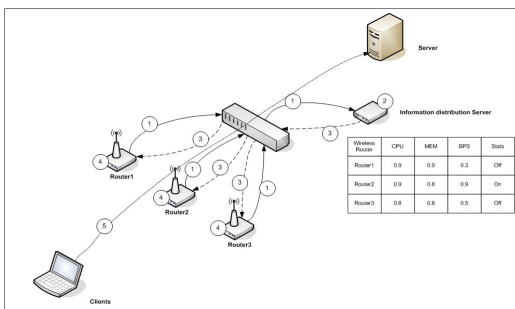 Server
1
1
2
Information distribution Server
3
3
4
1
3
3
1
Router1
4
Router2
4
Router3
5
Clients
Wireless Router CPU MEM BPS Stats
Router1 0.9 0.9 0.3 Off
Router2 0.9 0.8 0.9 On
Router3 0.8 0.8 0.5 Off